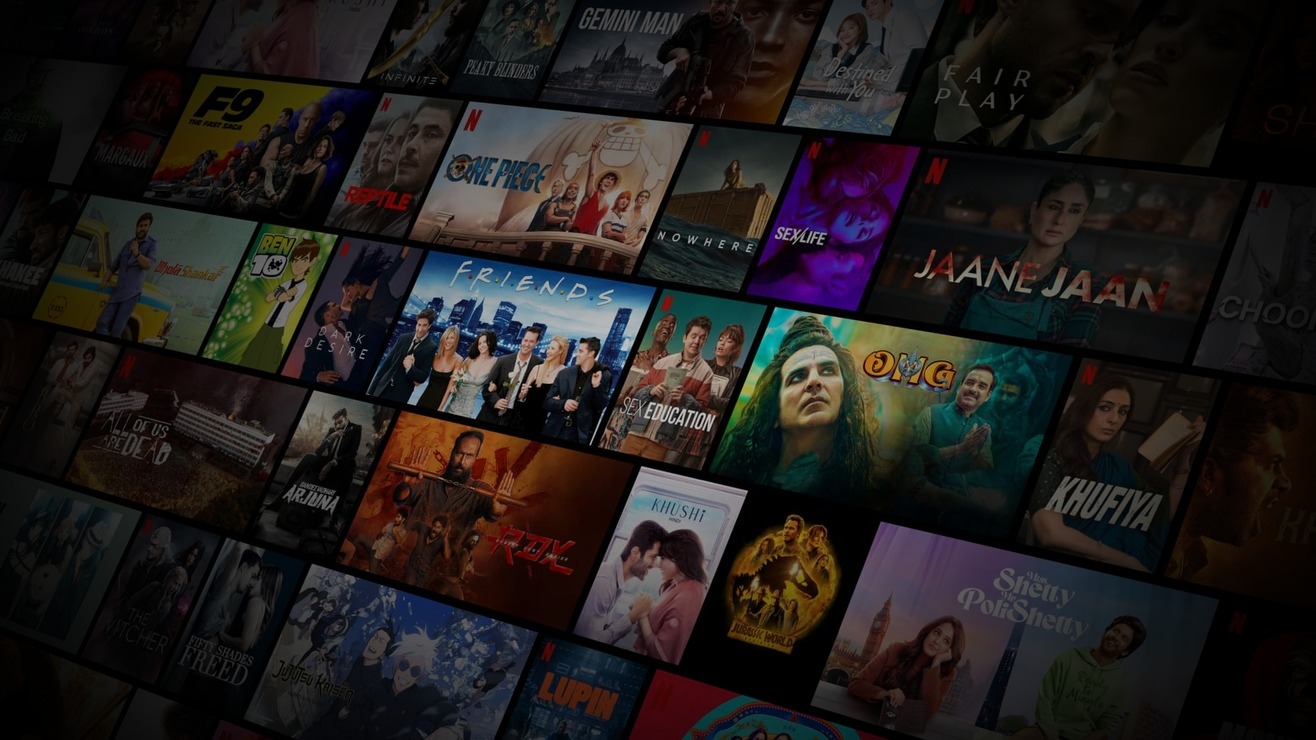 INFINITE
PEAKY BLINDERS
GEMINI MAN
Destined
with You
FAIR
PLAY
Breaking
Bad
MARGAUX
F9
THE FAST SAGA
REPTILE
ONE PIECE
NOWHERE
SEX/LIFE
JAANE JAAN
CHOO
Bhola Shankar
BEN
10
DARK
DESIRE
F·R·I·E·N·D·S
SEX EDUCATION
OMG
2
KHUFIYA
ALL OF US
ARE DEAD
ARJUNA
RDX
KHUSHI
HINDI
JURASSIC WORLD
Miss
Shetty
Mr
PoliShetty
THE
WITCHER
FIFTY SHADES
FREED
JUJUTSU KAISEN
LUPIN